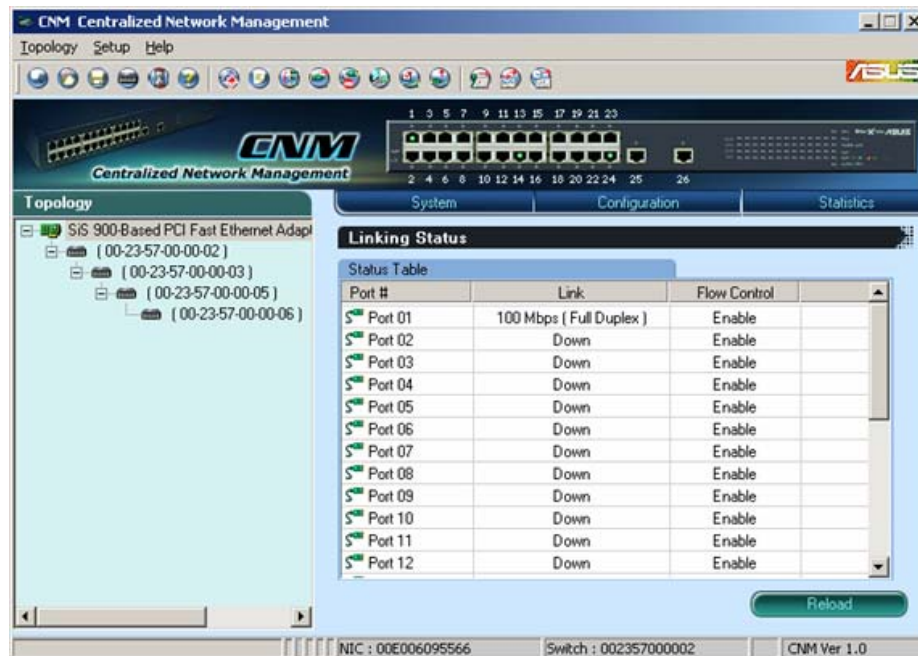 CNM Centralized Network Management
Topology Setup Help
ASUS
1 3 5 7 9 11 13 15 17 19 21 23
CNM
Centralized Network Management
2 4 6 8 10 12 14 16 18 20 22 24 25 26
Topology
System Configuration Statistics
SiS 900-Based PCI Fast Ethernet Adapt
( 00-23-57-00-00-02 )
( 00-23-57-00-00-03 )
( 00-23-57-00-00-05 )
( 00-23-57-00-00-06 )
Linking Status
Status Table
Port # Link Flow Control
Port 01 100 Mbps ( Full Duplex ) Enable
Port 02 Down Enable
Port 03 Down Enable
Port 04 Down Enable
Port 05 Down Enable
Port 06 Down Enable
Port 07 Down Enable
Port 08 Down Enable
Port 09 Down Enable
Port 10 Down Enable
Port 11 Down Enable
Port 12 Down Enable
Reload
NIC : 00E006095566 Switch : 002357000002 CNM Ver 1.0